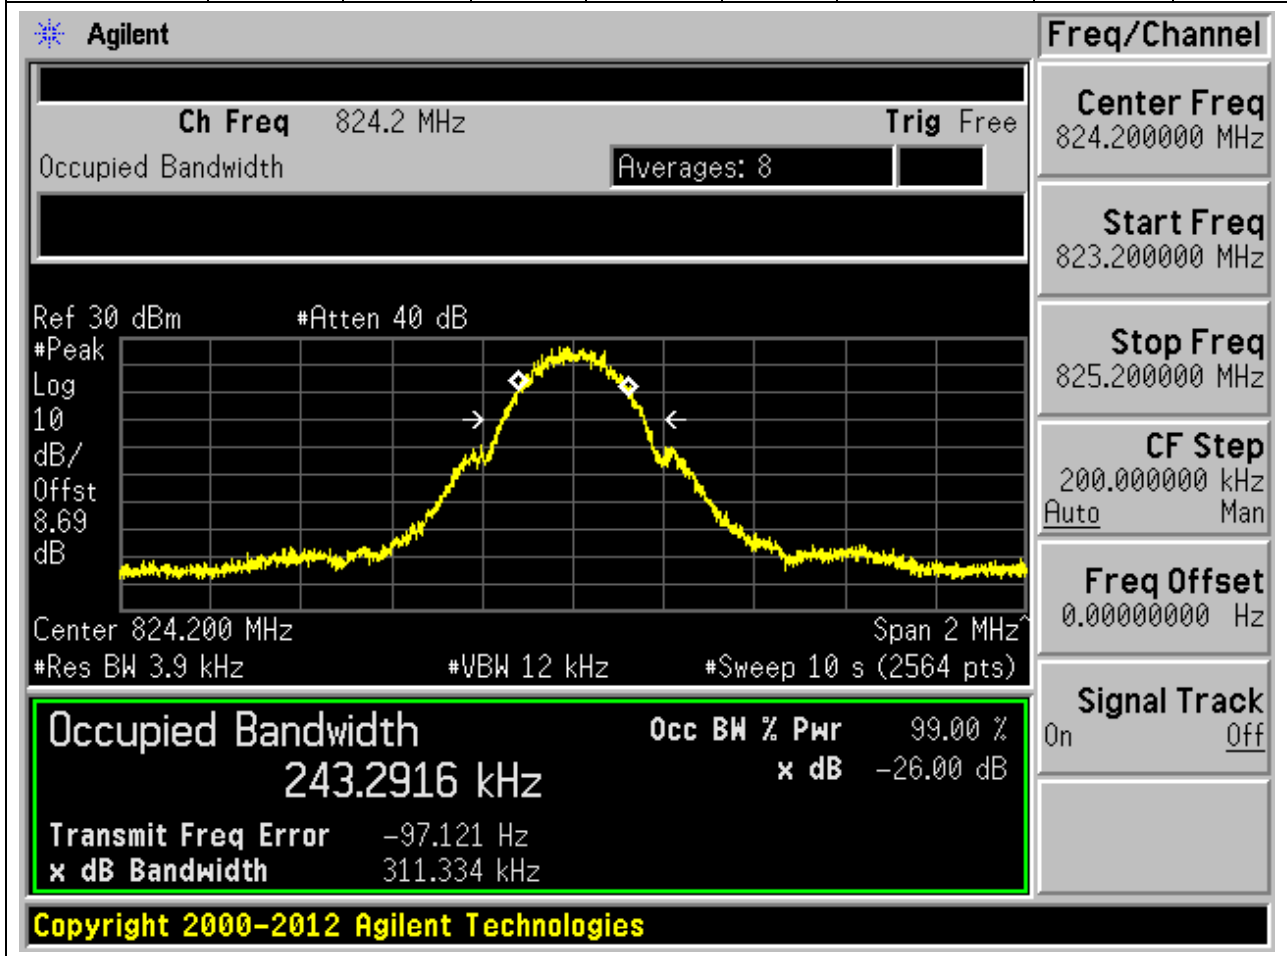 Agilent
Freq/Channel
Ch Freq 824.2 MHz Trig Free
Occupied Bandwidth Averages: 8
Center Freq
824.200000 MHz
Start Freq
823.200000 MHz
Stop Freq
825.200000 MHz
CF Step
200.000000 kHz
Auto Man
Freq Offset
0.00000000 Hz
Signal Track
On Off
Ref 30 dBm #Atten 40 dB
#Peak
Log
10
dB/
Offst
8.69
dB
Center 824.200 MHz Span 2 MHz^
#Res BW 3.9 kHz #VBW 12 kHz #Sweep 10 s (2564 pts)
Occupied Bandwidth Occ BW % Pwr 99.00 %
243.2916 kHz x dB -26.00 dB
Transmit Freq Error -97.121 Hz
x dB Bandwidth 311.334 kHz
Copyright 2000-2012 Agilent Technologies